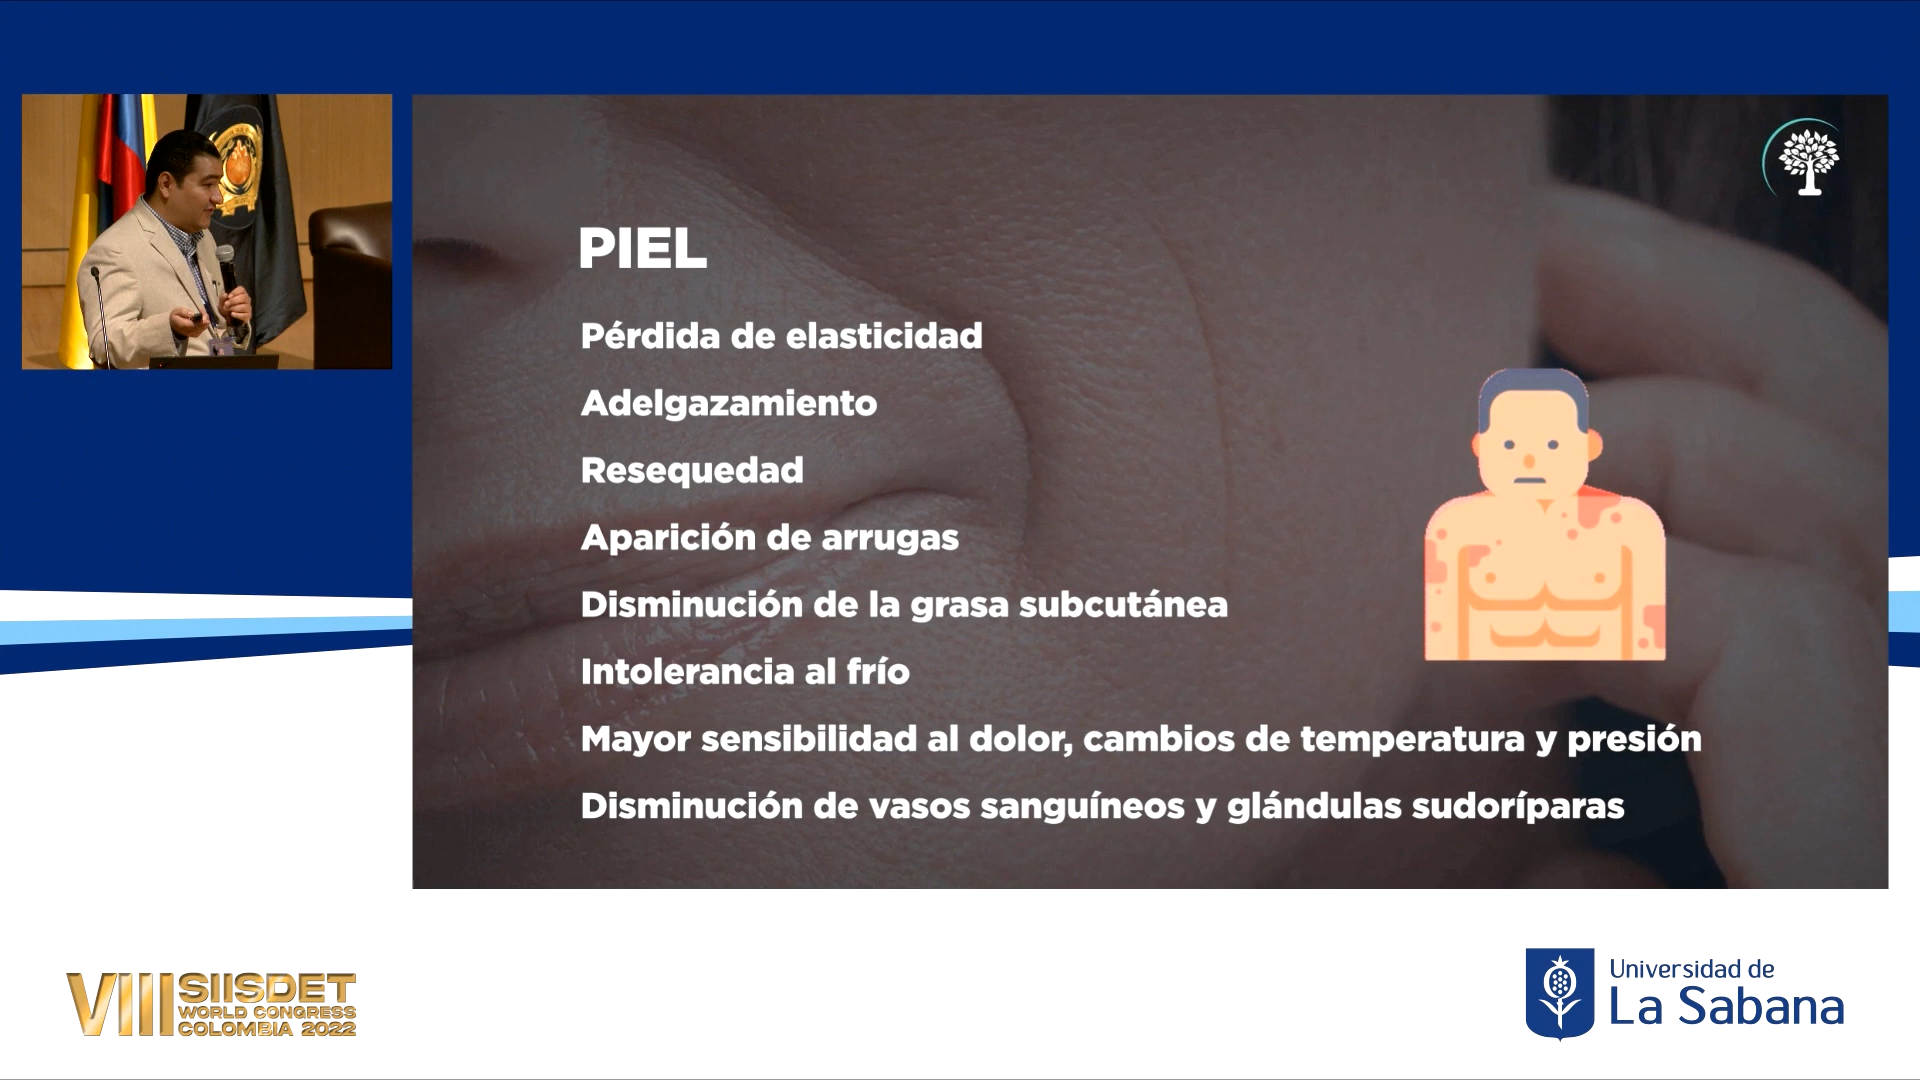 PIEL
Pérdida de elasticidad
Adelgazamiento
Resequedad
Aparición de arrugas
Disminución de la grasa subcutánea
Intolerancia al frío
Mayor sensibilidad al dolor, cambios de temperatura y presión
Disminución de vasos sanguíneos y glándulas sudoríparas
VIII SIISDET
WORLD CONGRESS
COLOMBIA 2022
Universidad de
La Sabana